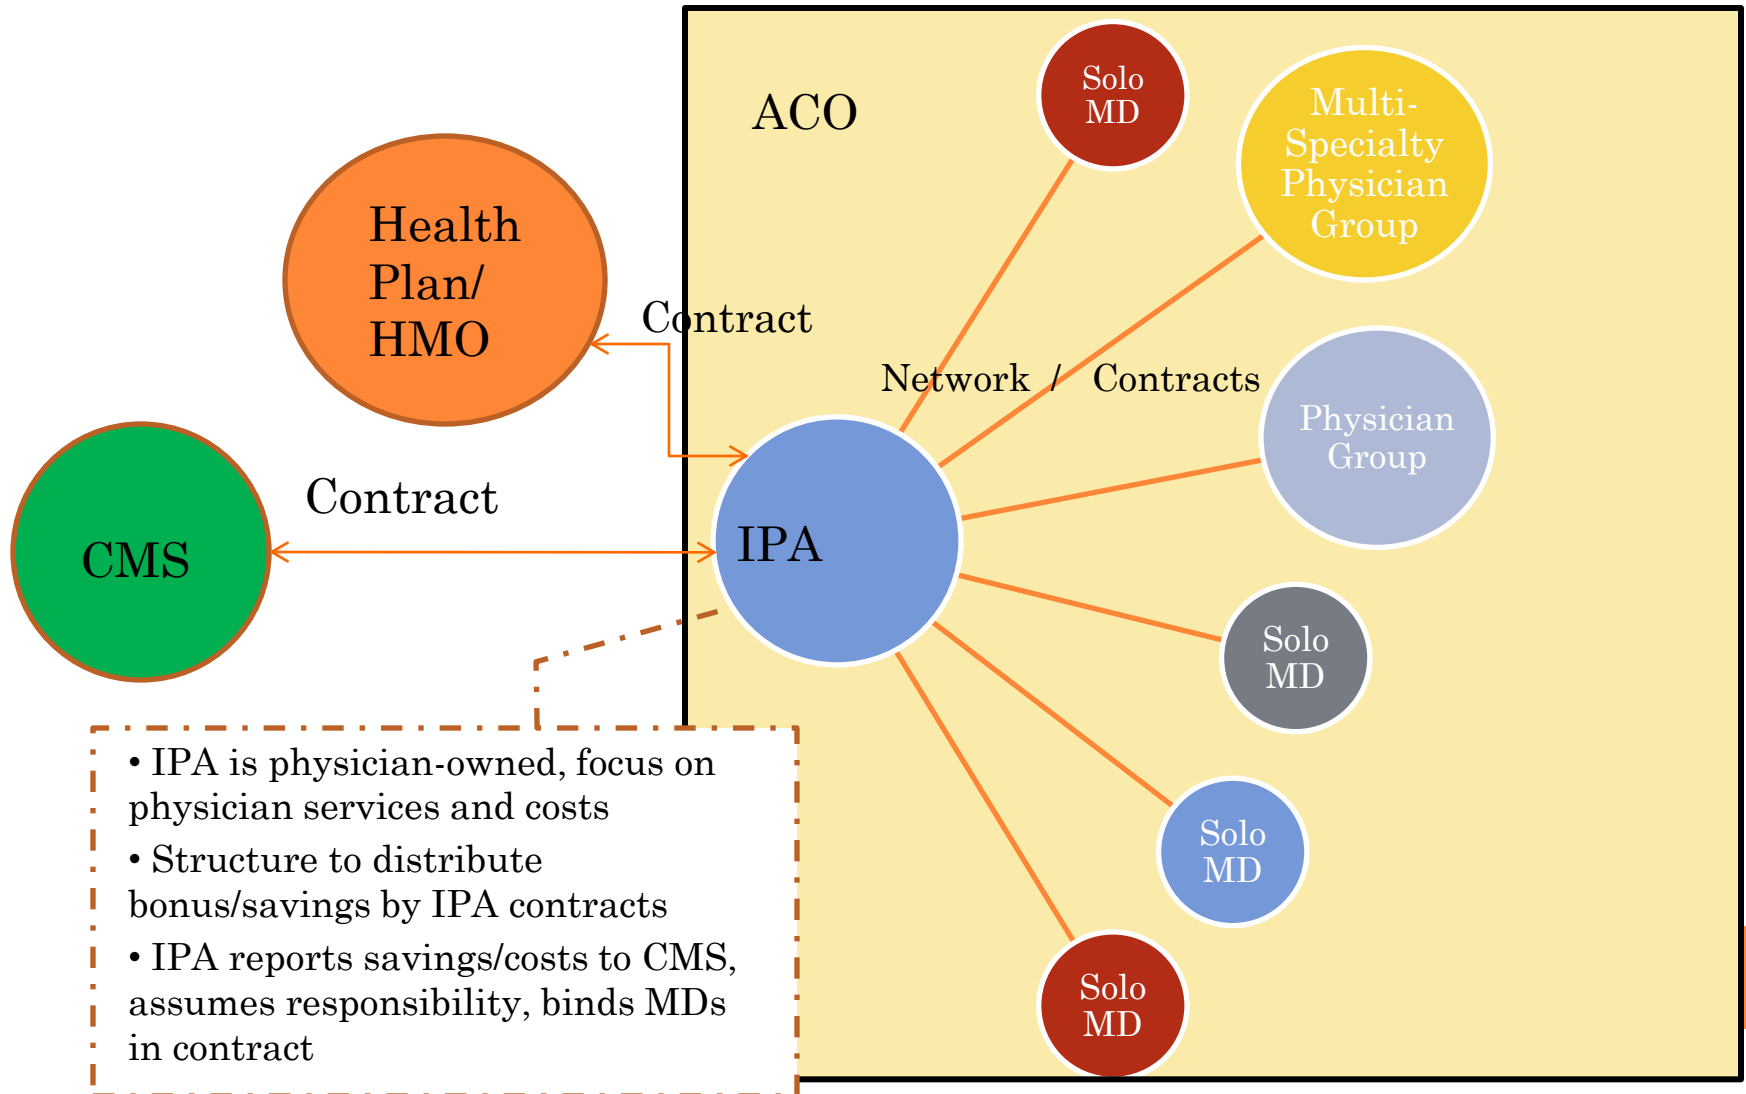 ACO
Solo
MD
Multi-
Specialty
Physician
Group
Health
Plan/
HMO
Contract
Network / Contracts
Physician
Group
Contract
IPA
CMS
Solo
MD
• IPA is physician-owned, focus on
physician services and costs
• Structure to distribute
bonus/savings by IPA contracts
• IPA reports savings/costs to CMS,
assumes responsibility, binds MDs
in contract
Solo
MD
Solo
MD